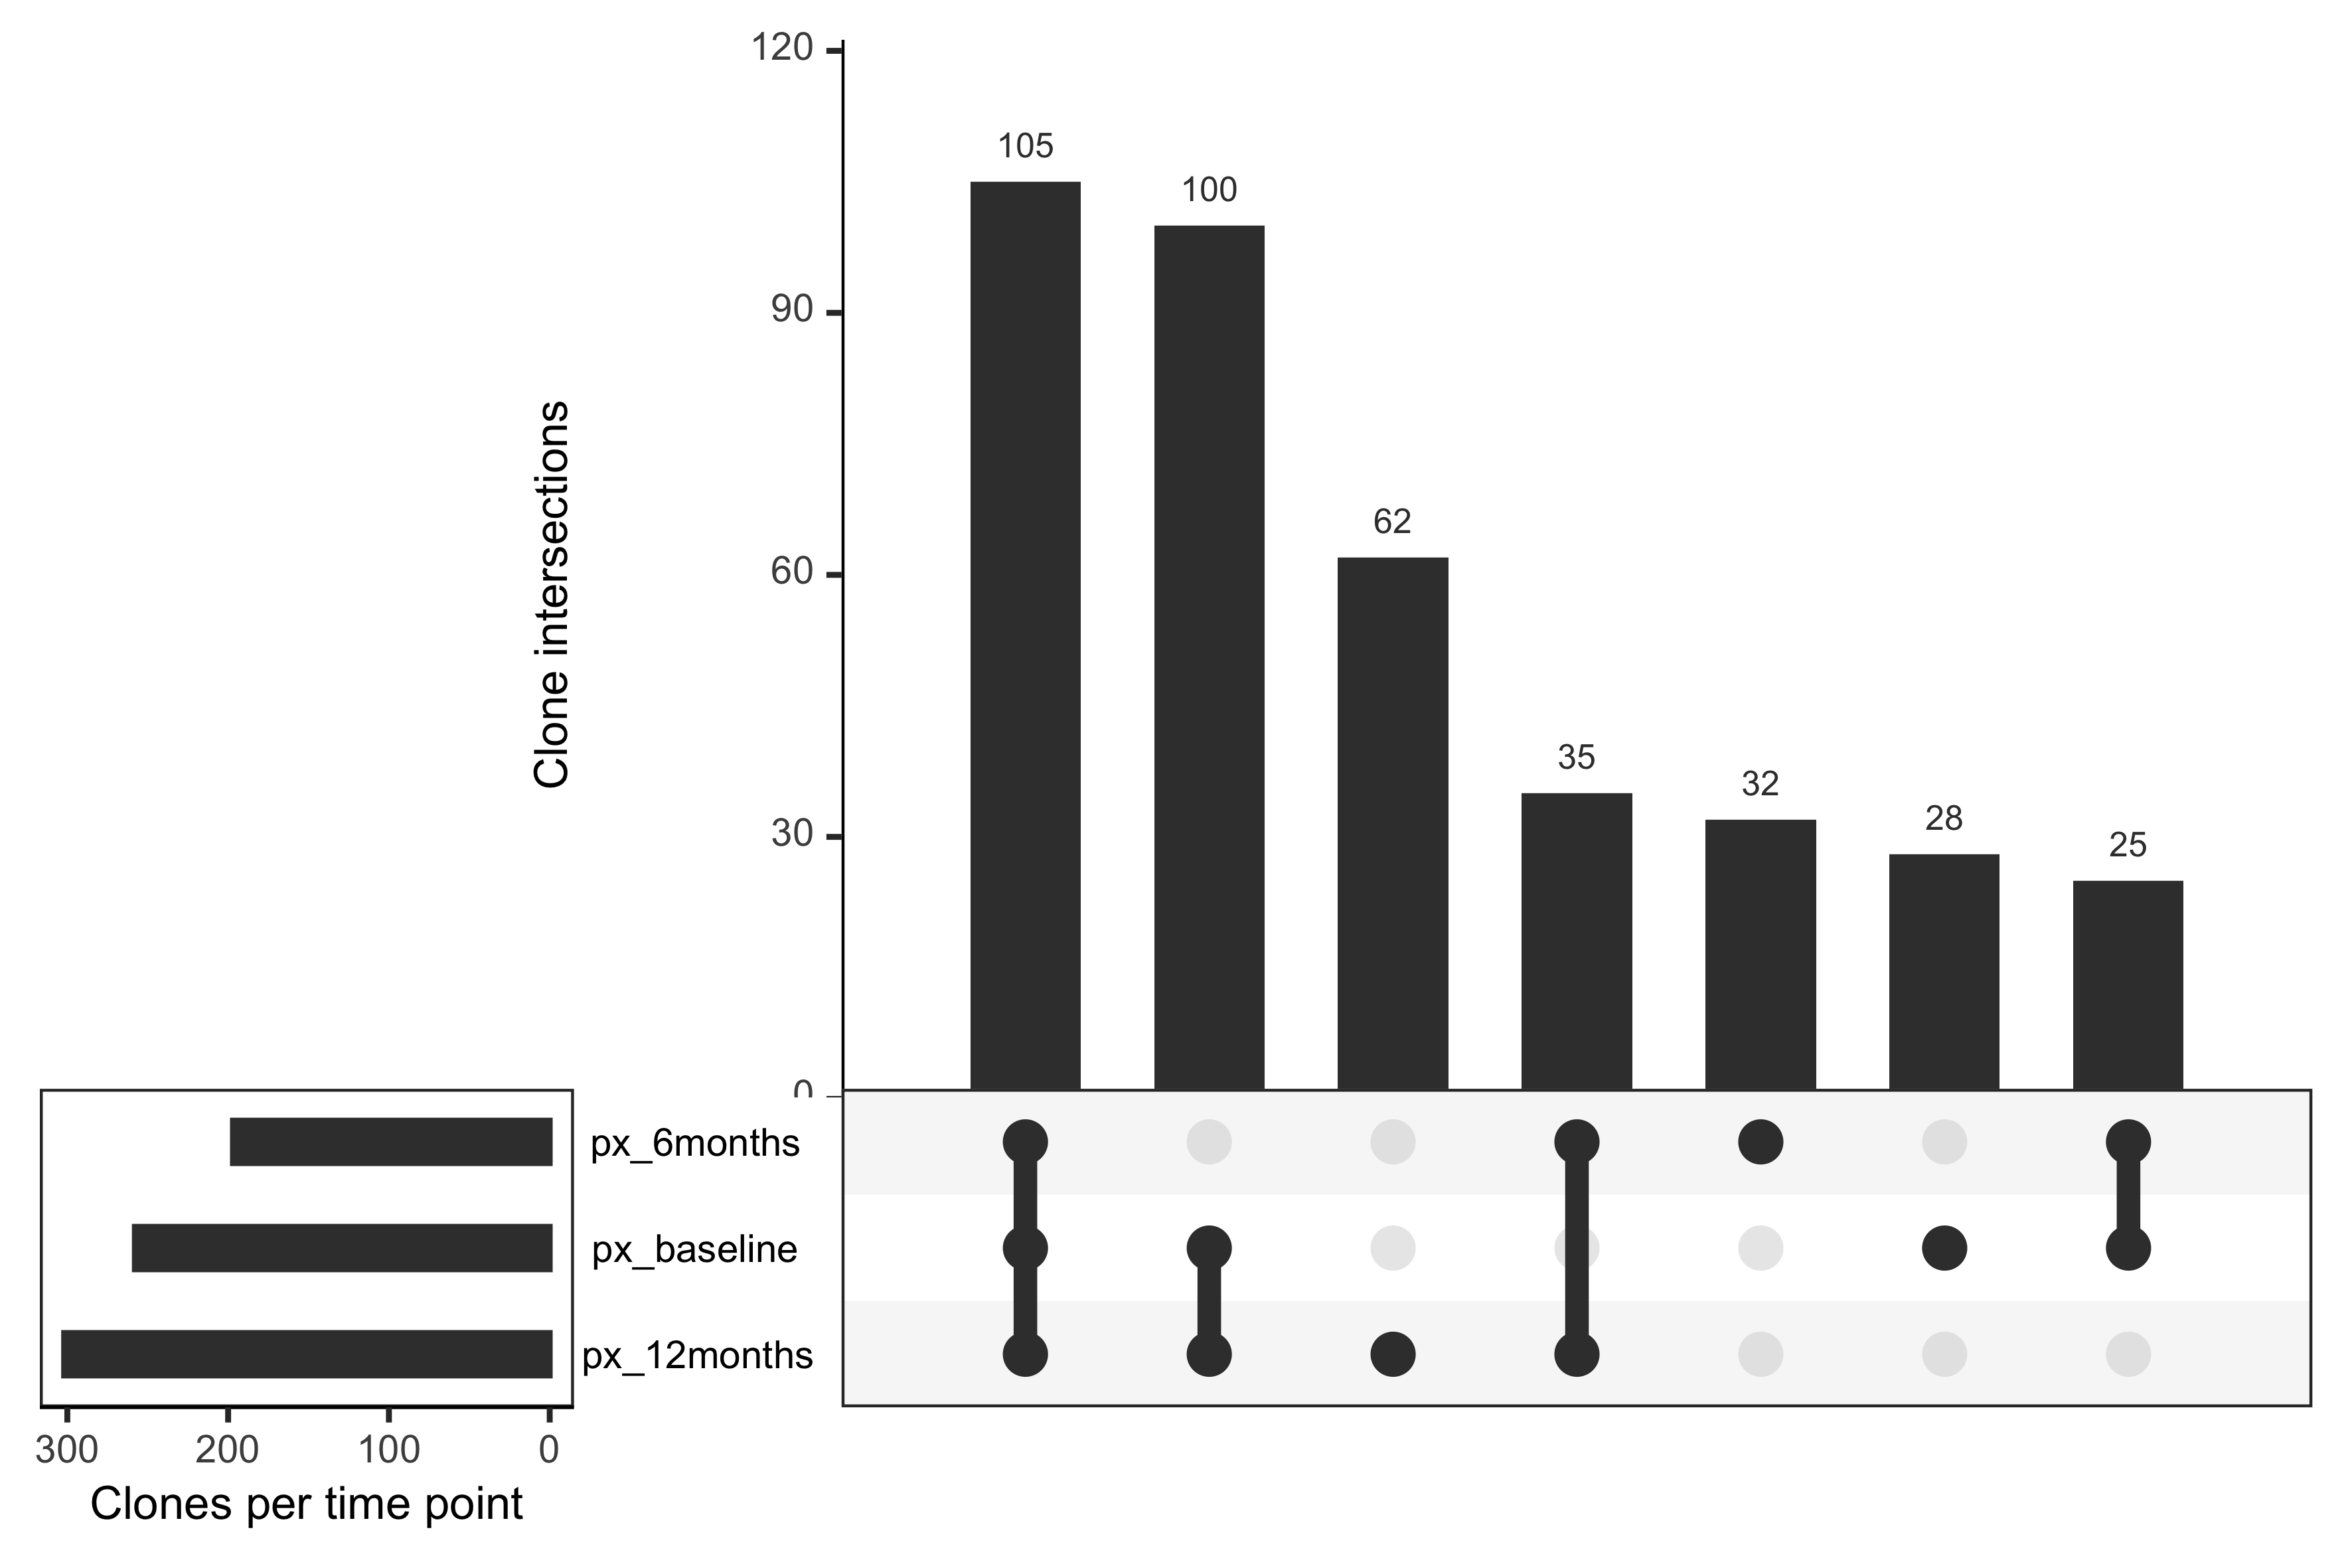 120
105
100
90
62
60
35
32
30
28
25
0
Clone intersections
px_6months
px_baseline
px_12months
300 200 100 0
Clones per time point